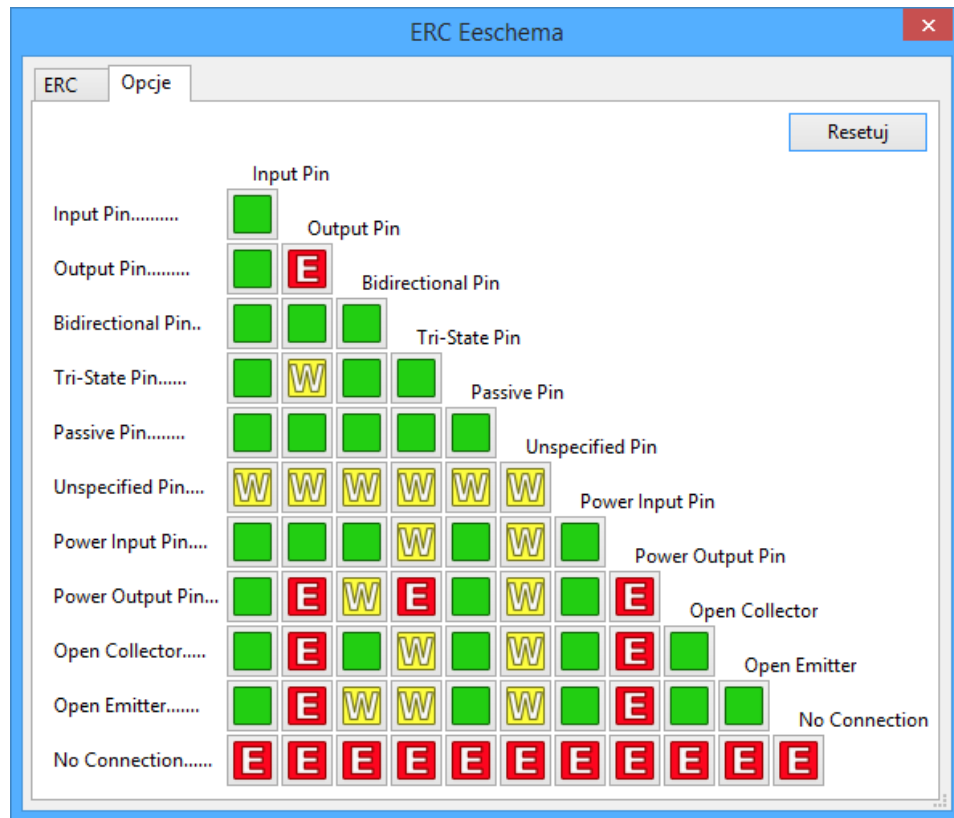 ERC Eeschema
ERC Opcje
Resetuj
Input Pin
Input Pin..........
Output Pin
Output Pin.........
E
Bidirectional Pin
Bidirectional Pin..
Tri-State Pin
Tri-State Pin......
W
Passive Pin
Passive Pin........
Unspecified Pin
Unspecified Pin....
W W W W W W
Power Input Pin
Power Input Pin....
W W
Power Output Pin
Power Output Pin...
E W E W E
Open Collector
Open Collector.....
E W W E
Open Emitter
Open Emitter.......
E W W W E
No Connection
No Connection......
E E E E E E E E E E E